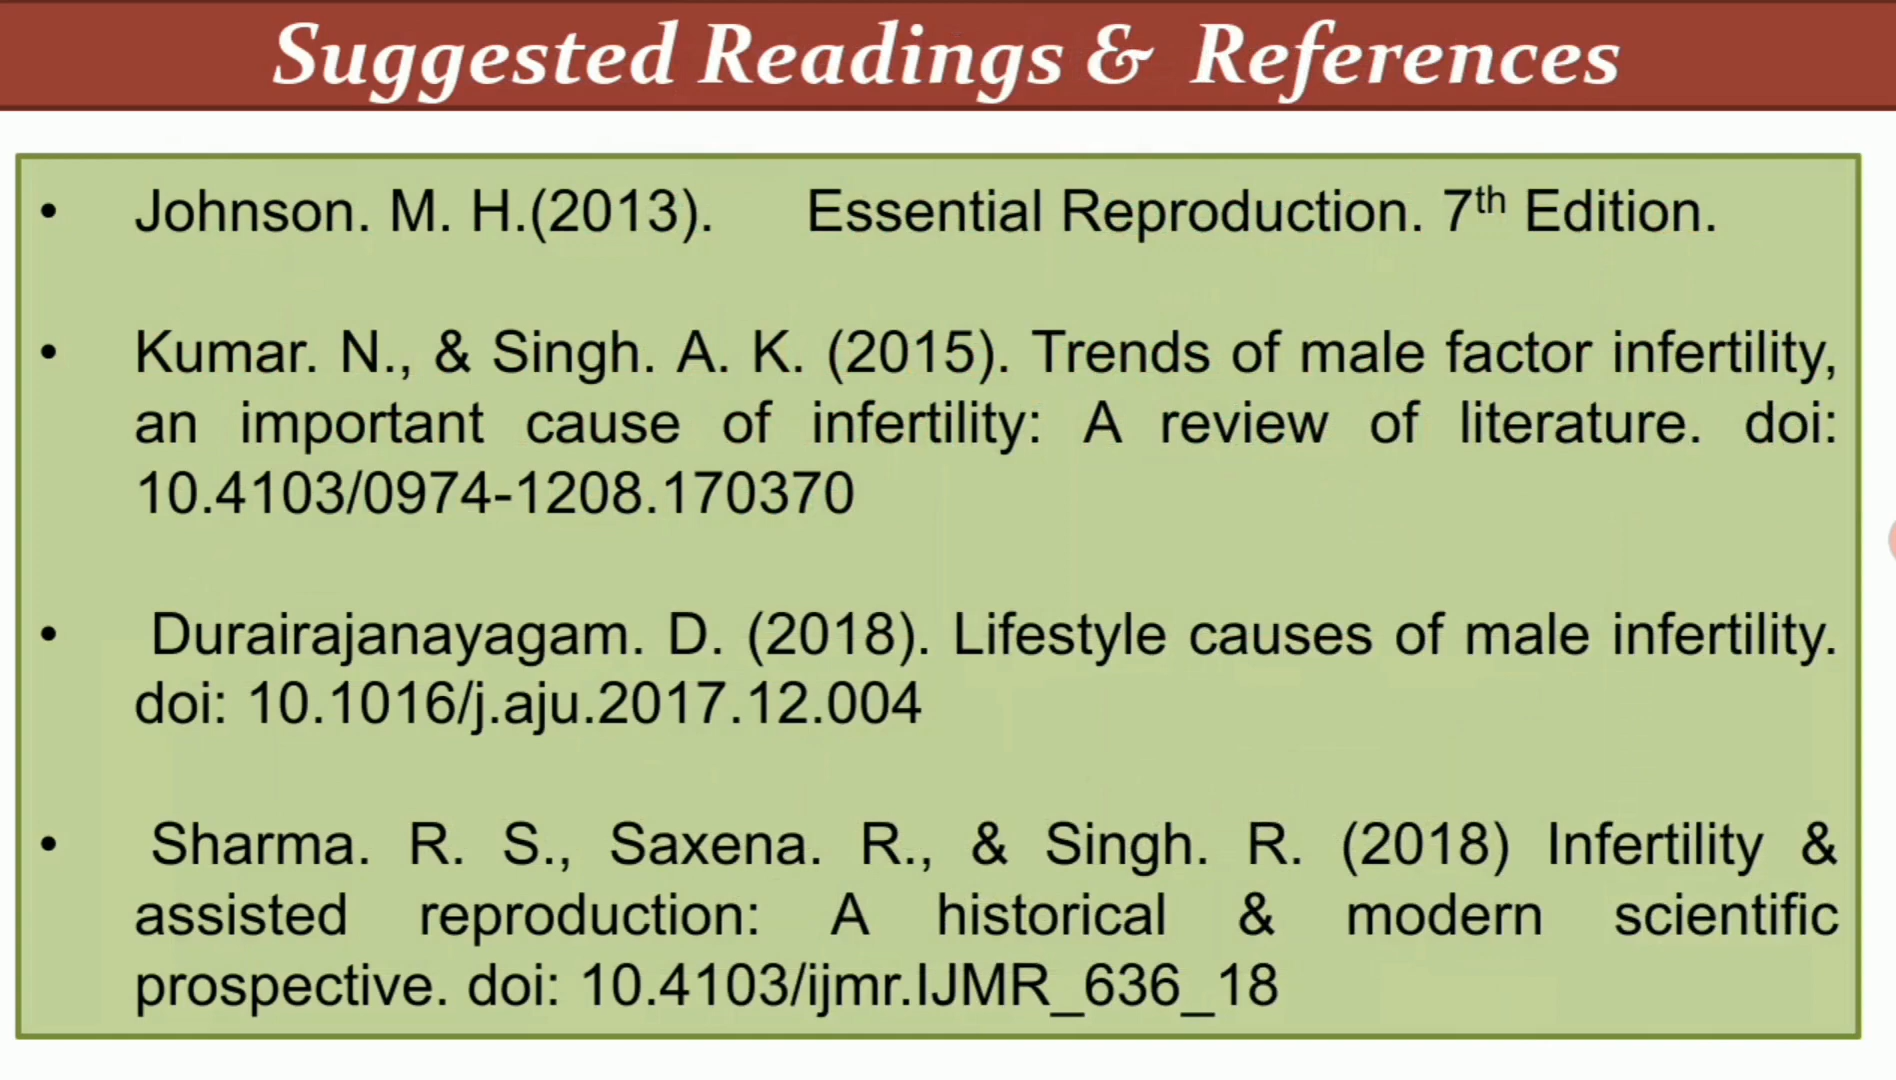 Suggested Readings & References
• Johnson. M. H.(2013). Essential Reproduction. 7th Edition.
• Kumar. N., & Singh. A. K. (2015). Trends of male factor infertility,
an important cause of infertility: A review of literature. doi:
10.4103/0974-1208.170370
• Durairajanayagam. D. (2018). Lifestyle causes of male infertility.
doi: 10.1016/j.aju.2017.12.004
• Sharma. R. S., Saxena. R., & Singh. R. (2018) Infertility &
assisted reproduction: A historical & modern scientific
prospective. doi: 10.4103/ijmr.IJMR_636_18